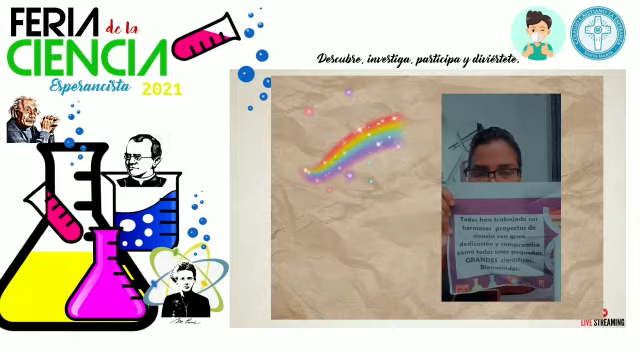 FERIA de la
CIENCIA
Esperancista 2021
Descubre, investiga, participa y diviértete.
Todos han trabajado sus
hermosos proyectos de
ciencia con gran
dedicación y compromiso
como todos unos pequeños
GRANDES científicos.
Bienvenidos.
LIVE STREAMING